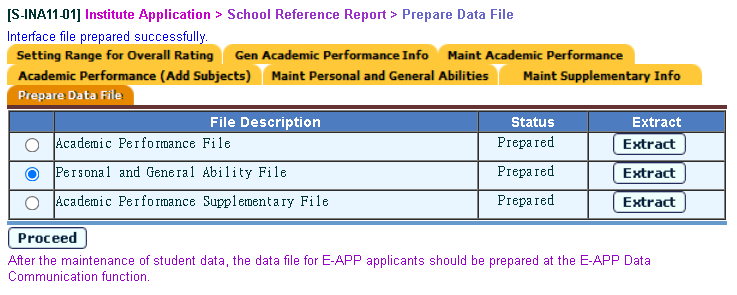 [S-INA11-01] Institute Application > School Reference Report > Prepare Data File
Interface file prepared successfully.
Setting Range for Overall Rating Gen Academic Performance Info Maint Academic Performance
Academic Performance (Add Subjects) Maint Personal and General Abilities Maint Supplementary Info
Prepare Data File
File Description Status Extract
Academic Performance File Prepared Extract
Personal and General Ability File Prepared Extract
Academic Performance Supplementary File Prepared Extract
Proceed
After the maintenance of student data, the data file for E-APP applicants should be prepared at the E-APP Data
Communication function.